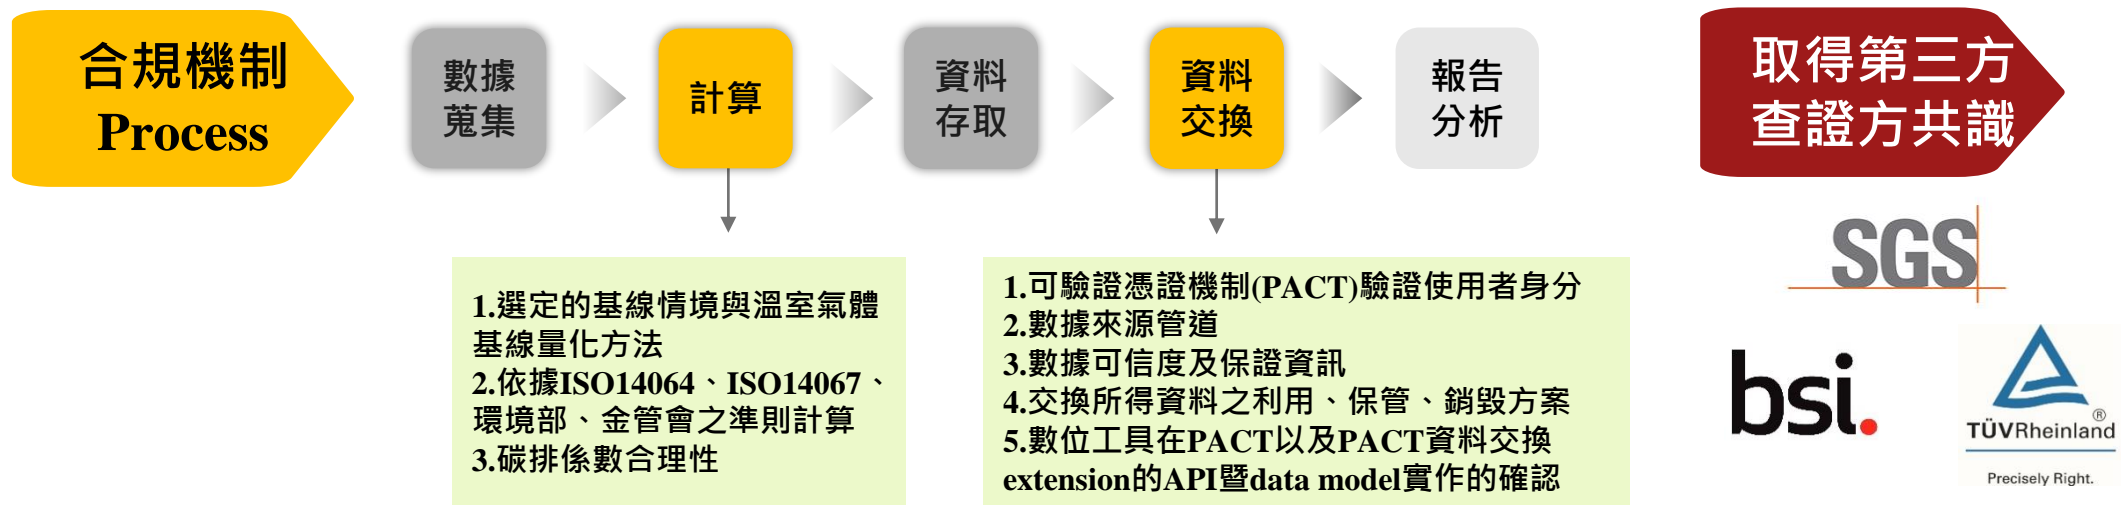 合規機制
Process
數據
蒐集
計算
資料
存取
資料
交換
報告
分析
取得第三方
查證方共識
1.選定的基線情境與溫室氣體
基線量化方法
2.依據ISO14064、ISO14067、
環境部、金管會之準則計算
3.碳排係數合理性
1.可驗證憑證機制(PACT)驗證使用者身分
2.數據來源管道
3.數據可信度及保證資訊
4.交換所得資料之利用、保管、銷毀方案
5.數位工具在PACT以及PACT資料交換
extension的API暨data model實作的確認
SGS
bsi.
®
TÜVRheinland
Precisely Right.